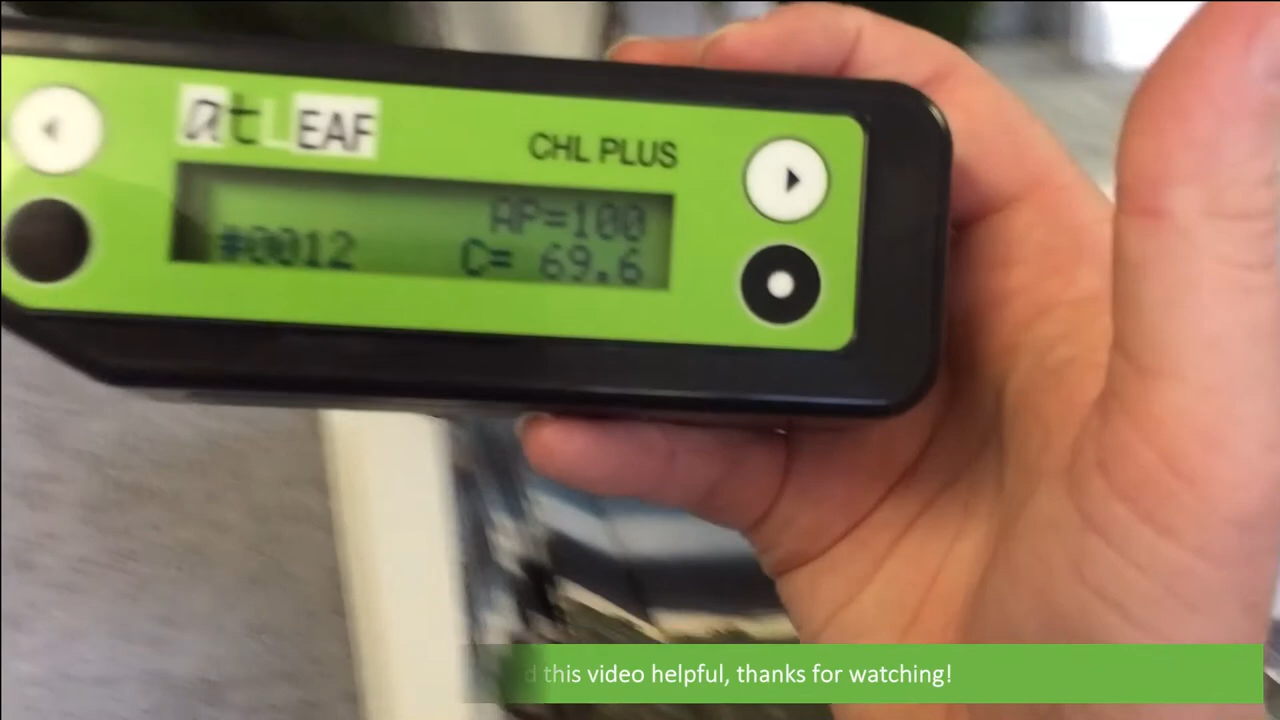 atLEAF
CHL PLUS
AP=100
#0012 C= 69.6
this video helpful, thanks for watching!